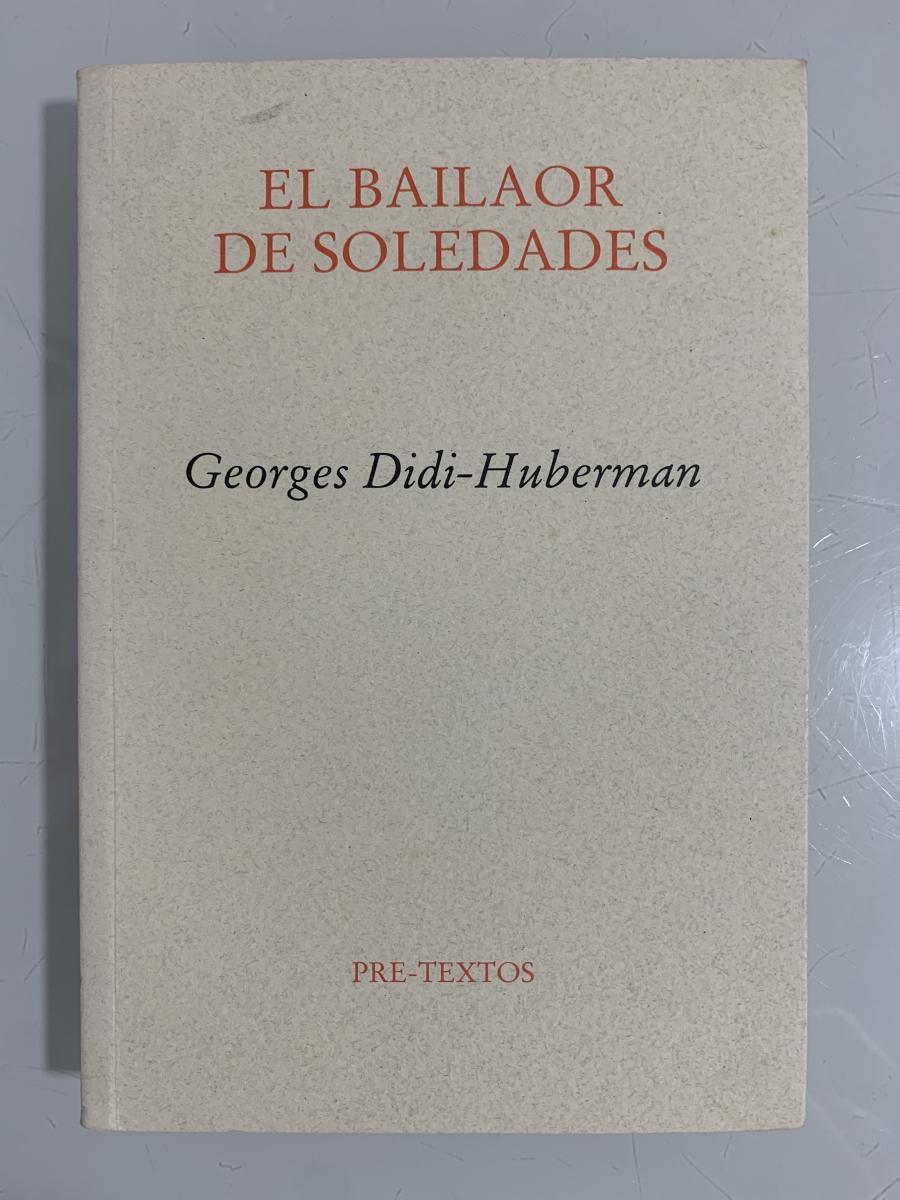 EL BAILAOR
DE SOLEDADES
Georges Didi-Huberman
PRE-TEXTOS